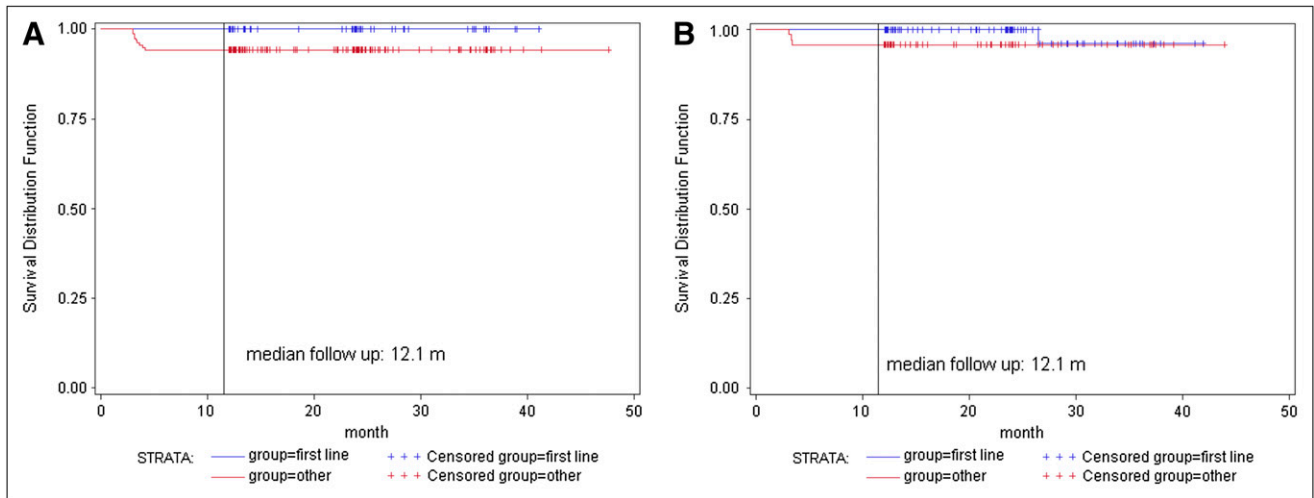 A
Survival Distribution Function
1.00
0.75
0.50
0.25
0.00
median follow up: 12.1 m
0 10 20 30 40 50
month
STRATA: group=first line + + + Censored group=first line
group=other + + + Censored group=other
B
Survival Distribution Function
1.00
0.75
0.50
0.25
0.00
median follow up: 12.1 m
0 10 20 30 40 50
month
STRATA: group=first line + + + Censored group=first line
group=other + + + Censored group=other